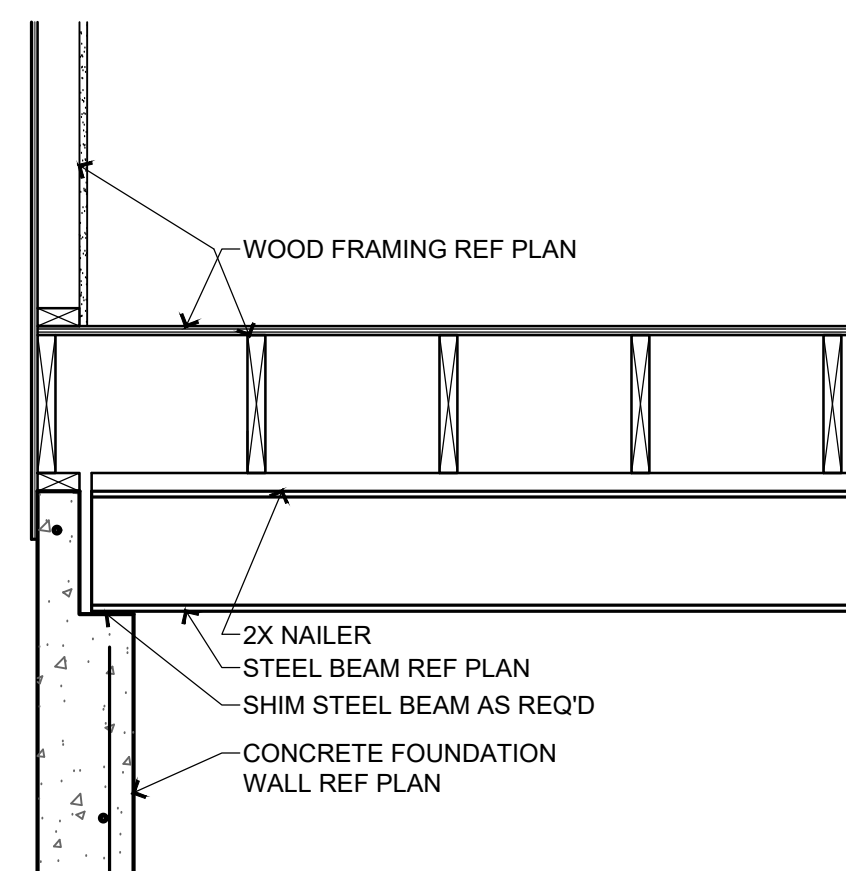 WOOD FRAMING REF PLAN
2X NAILER
STEEL BEAM REF PLAN
SHIM STEEL BEAM AS REQ'D
CONCRETE FOUNDATION
WALL REF PLAN